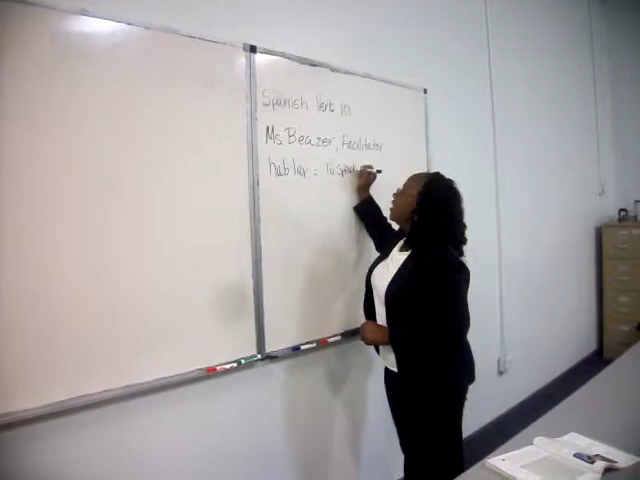 Spanish Verb 101
Ms. Beazer, Facilitator
hablar = To speak